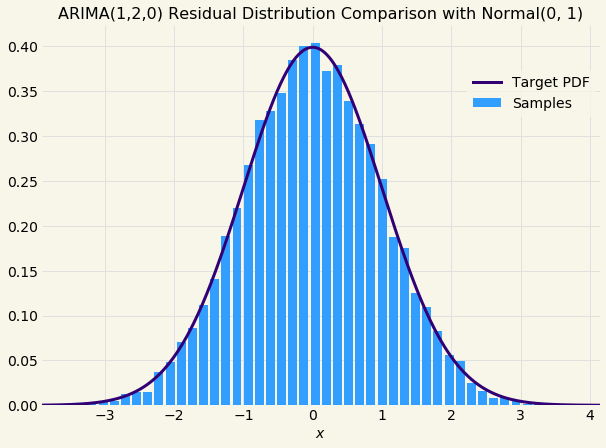 ARIMA(1,2,0) Residual Distribution Comparison with Normal(0, 1)
0.40
0.35
0.30
0.25
0.20
0.15
0.10
0.05
0.00
Target PDF
Samples
−3 −2 −1 0 1 2 3 4
x